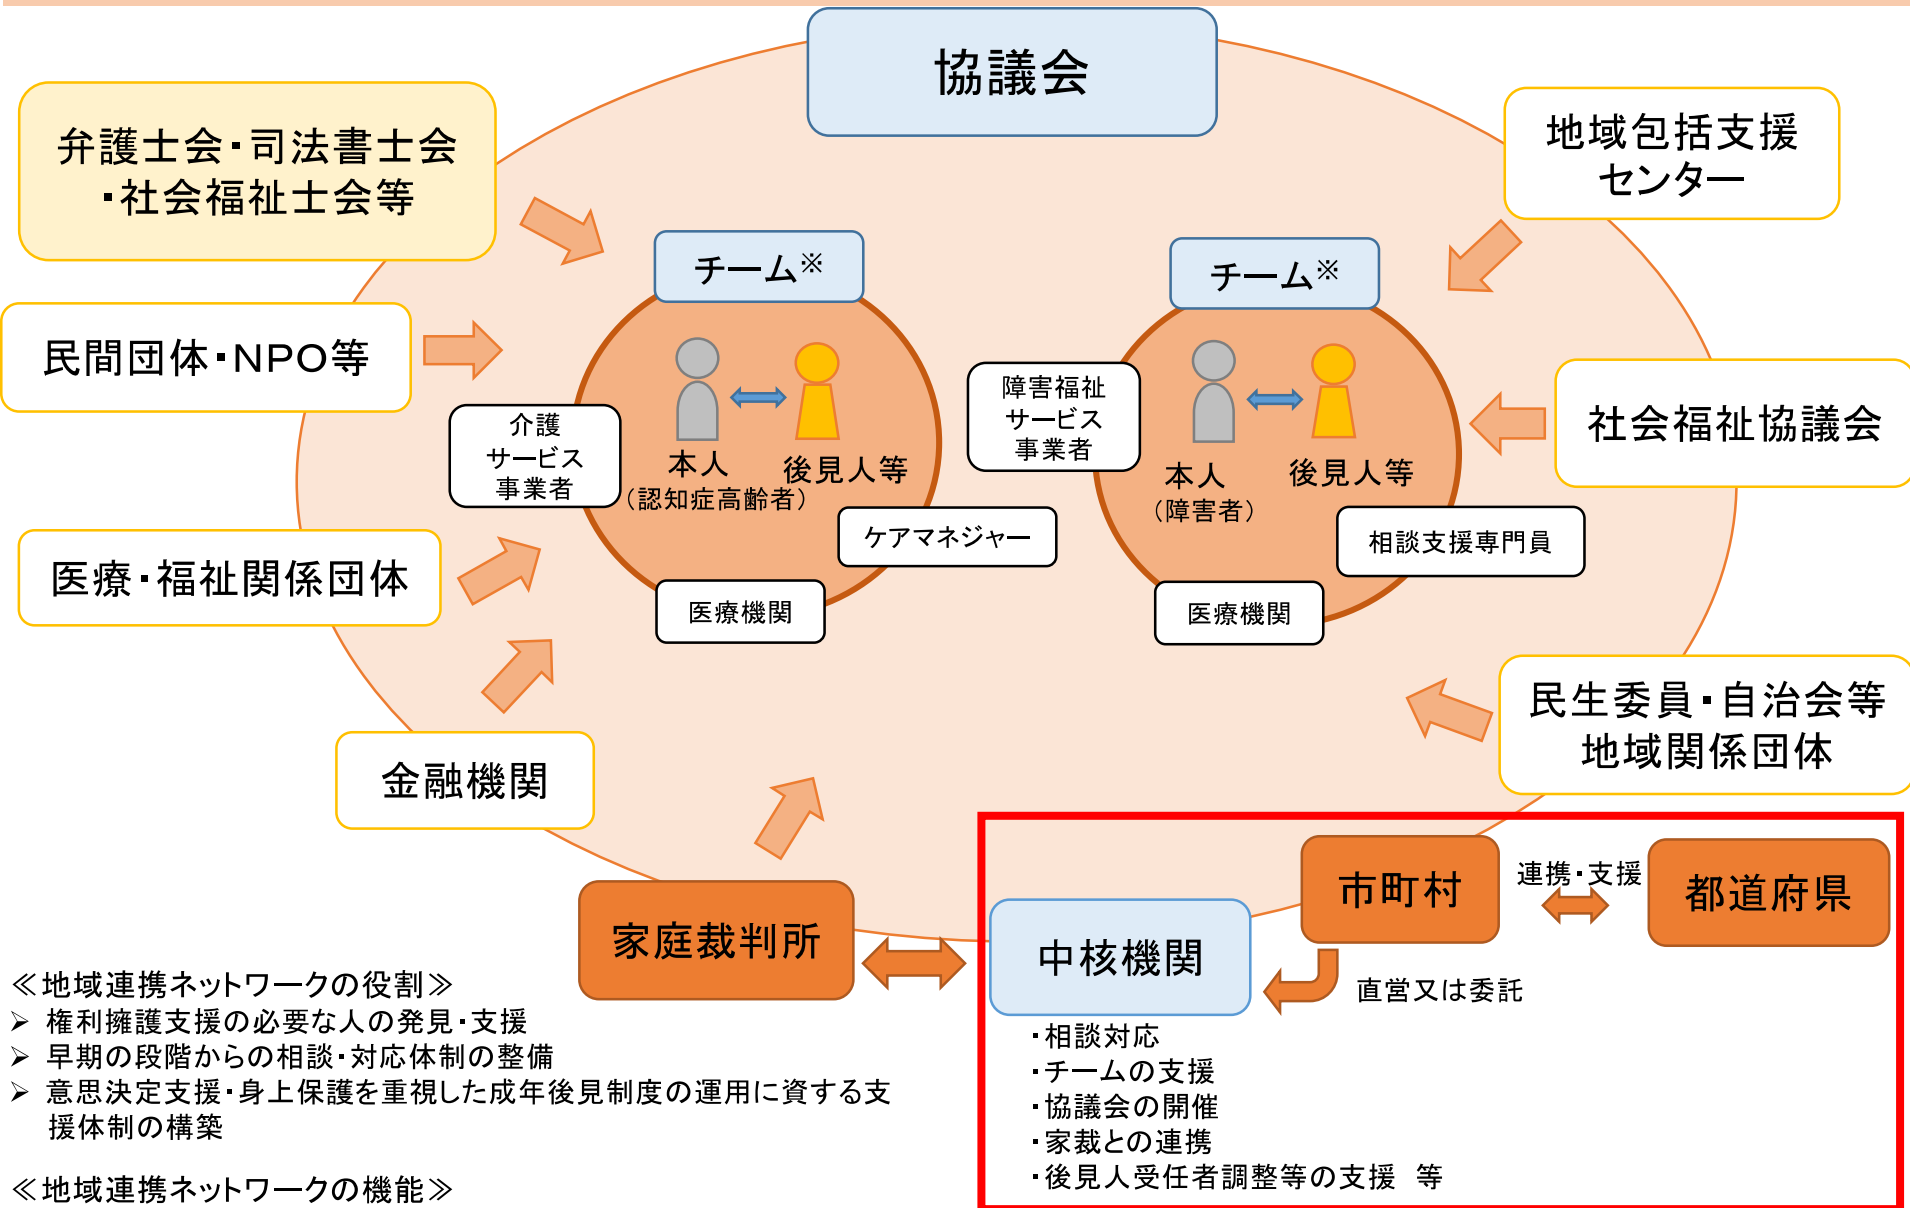 協議会
弁護士会・司法書士会
・社会福祉士会等
地域包括支援
センター
チーム※
チーム※
民間団体・NPO等
障害福祉
サービス
事業者
社会福祉協議会
介護
サービス
事業者
本人
(認知症高齢者)
後見人等
本人
(障害者)
後見人等
ケアマネジャー
相談支援専門員
医療・福祉関係団体
医療機関
医療機関
民生委員・自治会等
地域関係団体
金融機関
市町村
連携・支援
都道府県
家庭裁判所
中核機関
直営又は委託
≪地域連携ネットワークの役割≫
➢ 権利擁護支援の必要な人の発見・支援
➢ 早期の段階からの相談・対応体制の整備
➢ 意思決定支援・身上保護を重視した成年後見制度の運用に資する支
援体制の構築
・相談対応
・チームの支援
・協議会の開催
・家裁との連携
・後見人受任者調整等の支援 等
≪地域連携ネットワークの機能≫